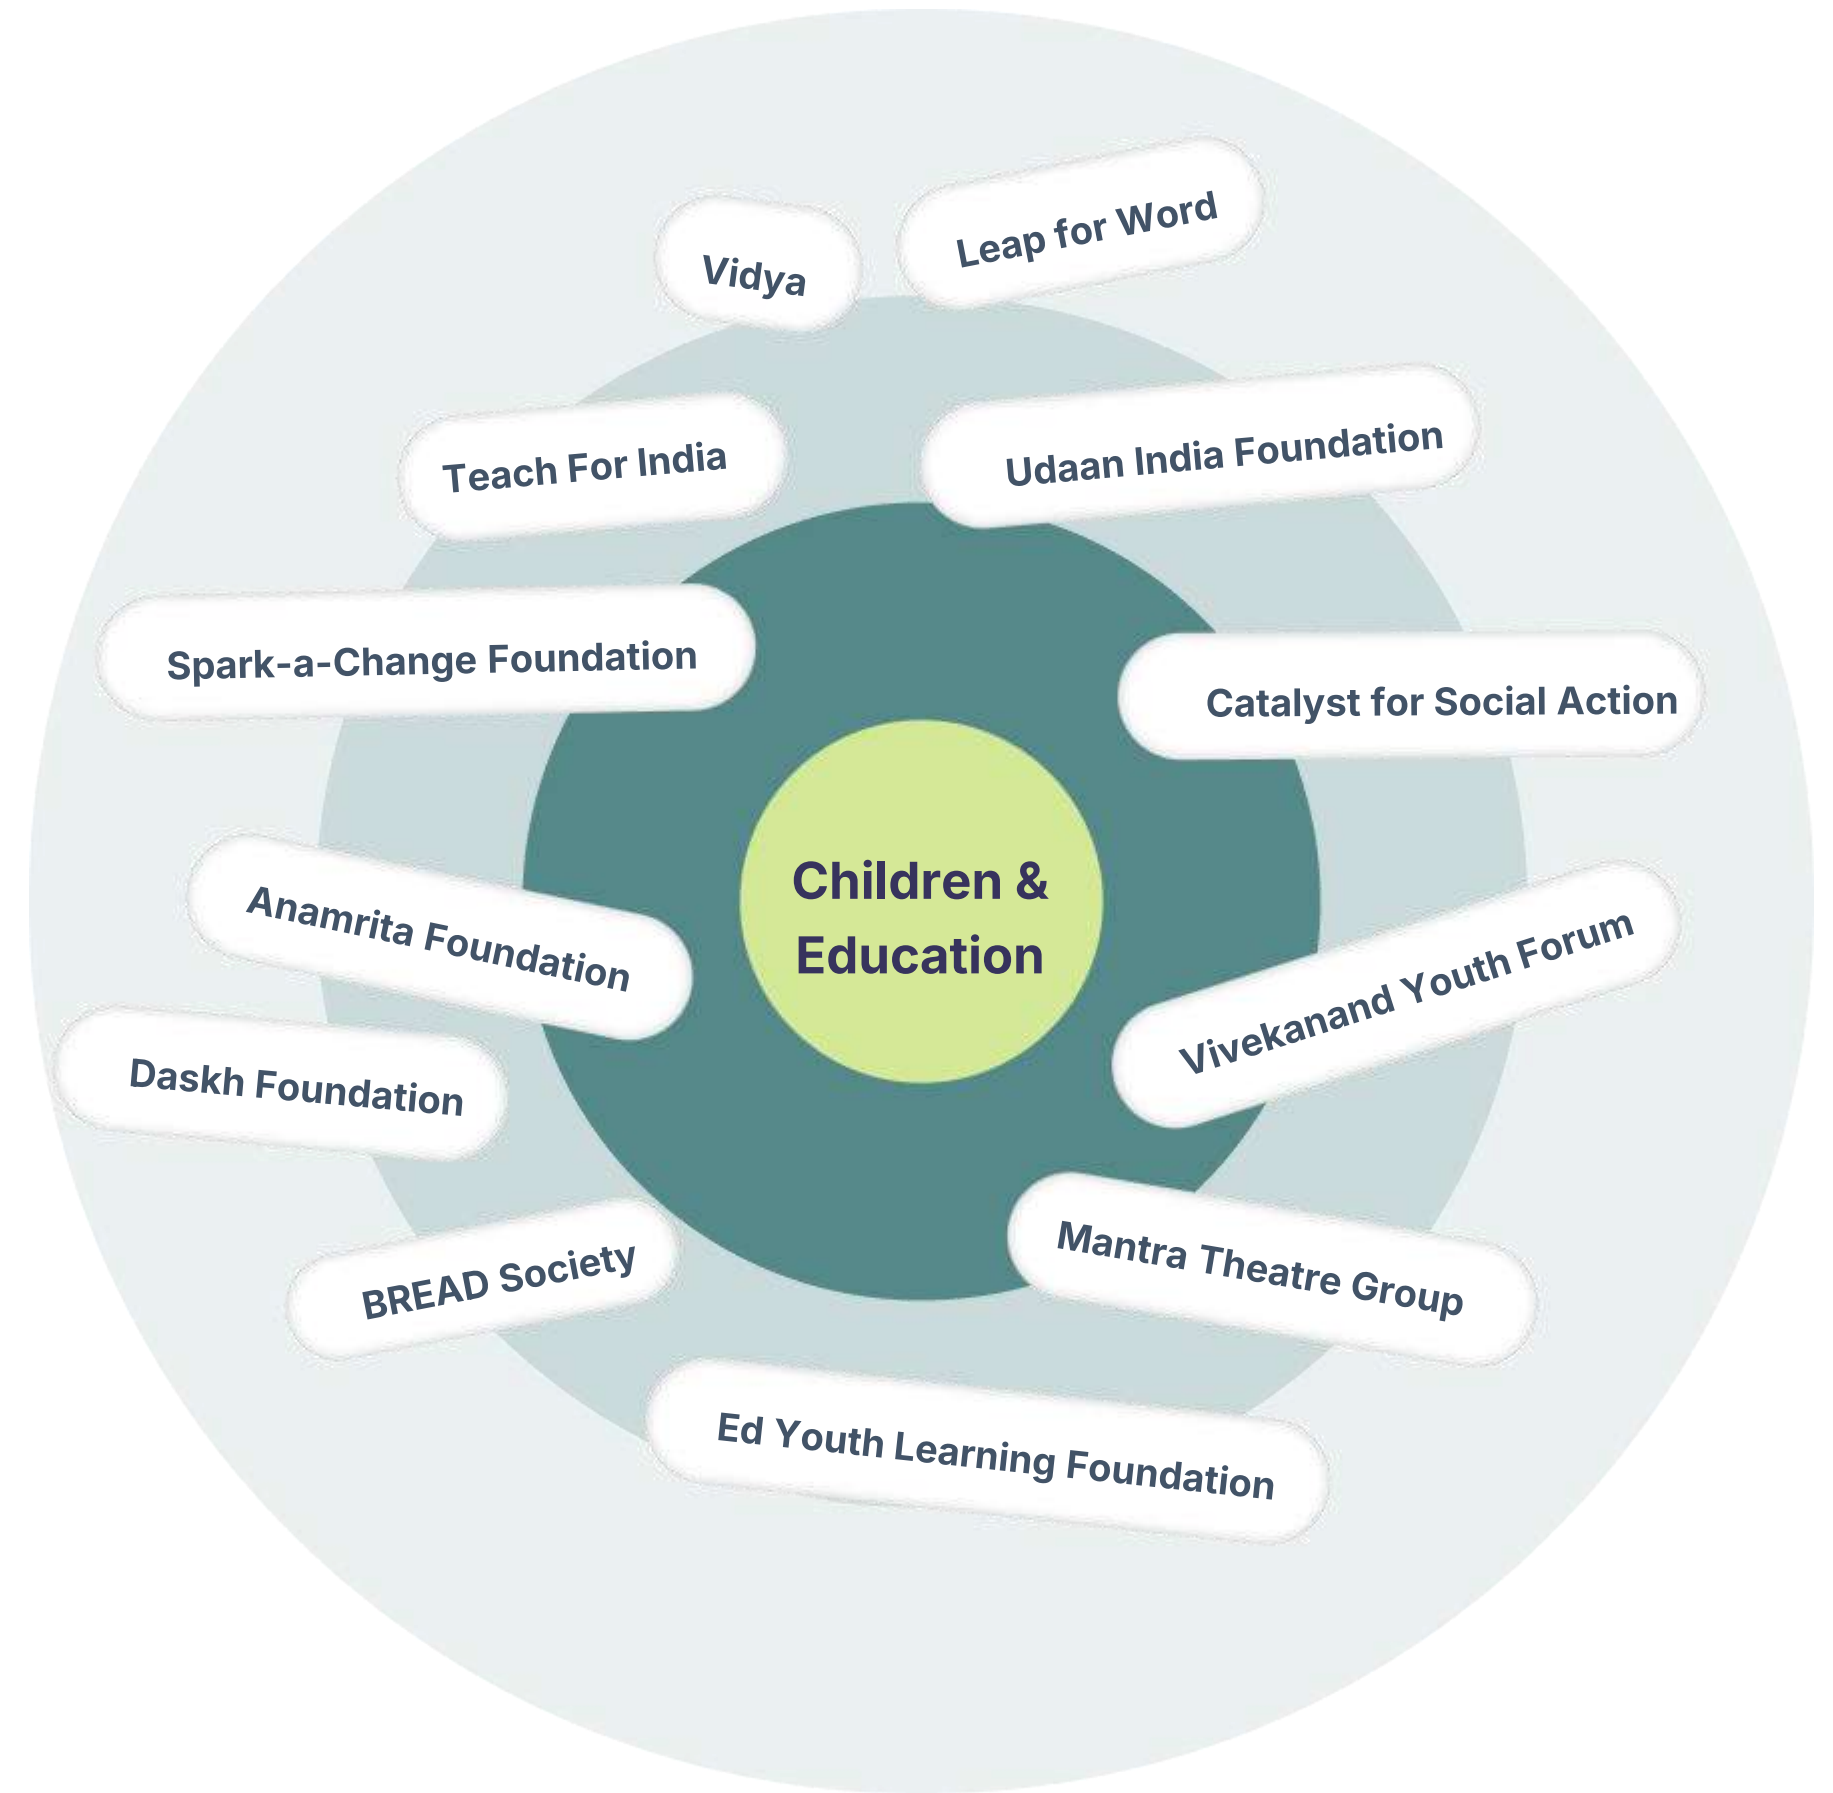 Vidya
Leap for Word
Teach For India
Udaan India Foundation
Spark-a-Change Foundation
Catalyst for Social Action
Children &
Education
Anamrita Foundation
Vivekanand Youth Forum
Daskh Foundation
BREAD Society
Mantra Theatre Group
Ed Youth Learning Foundation